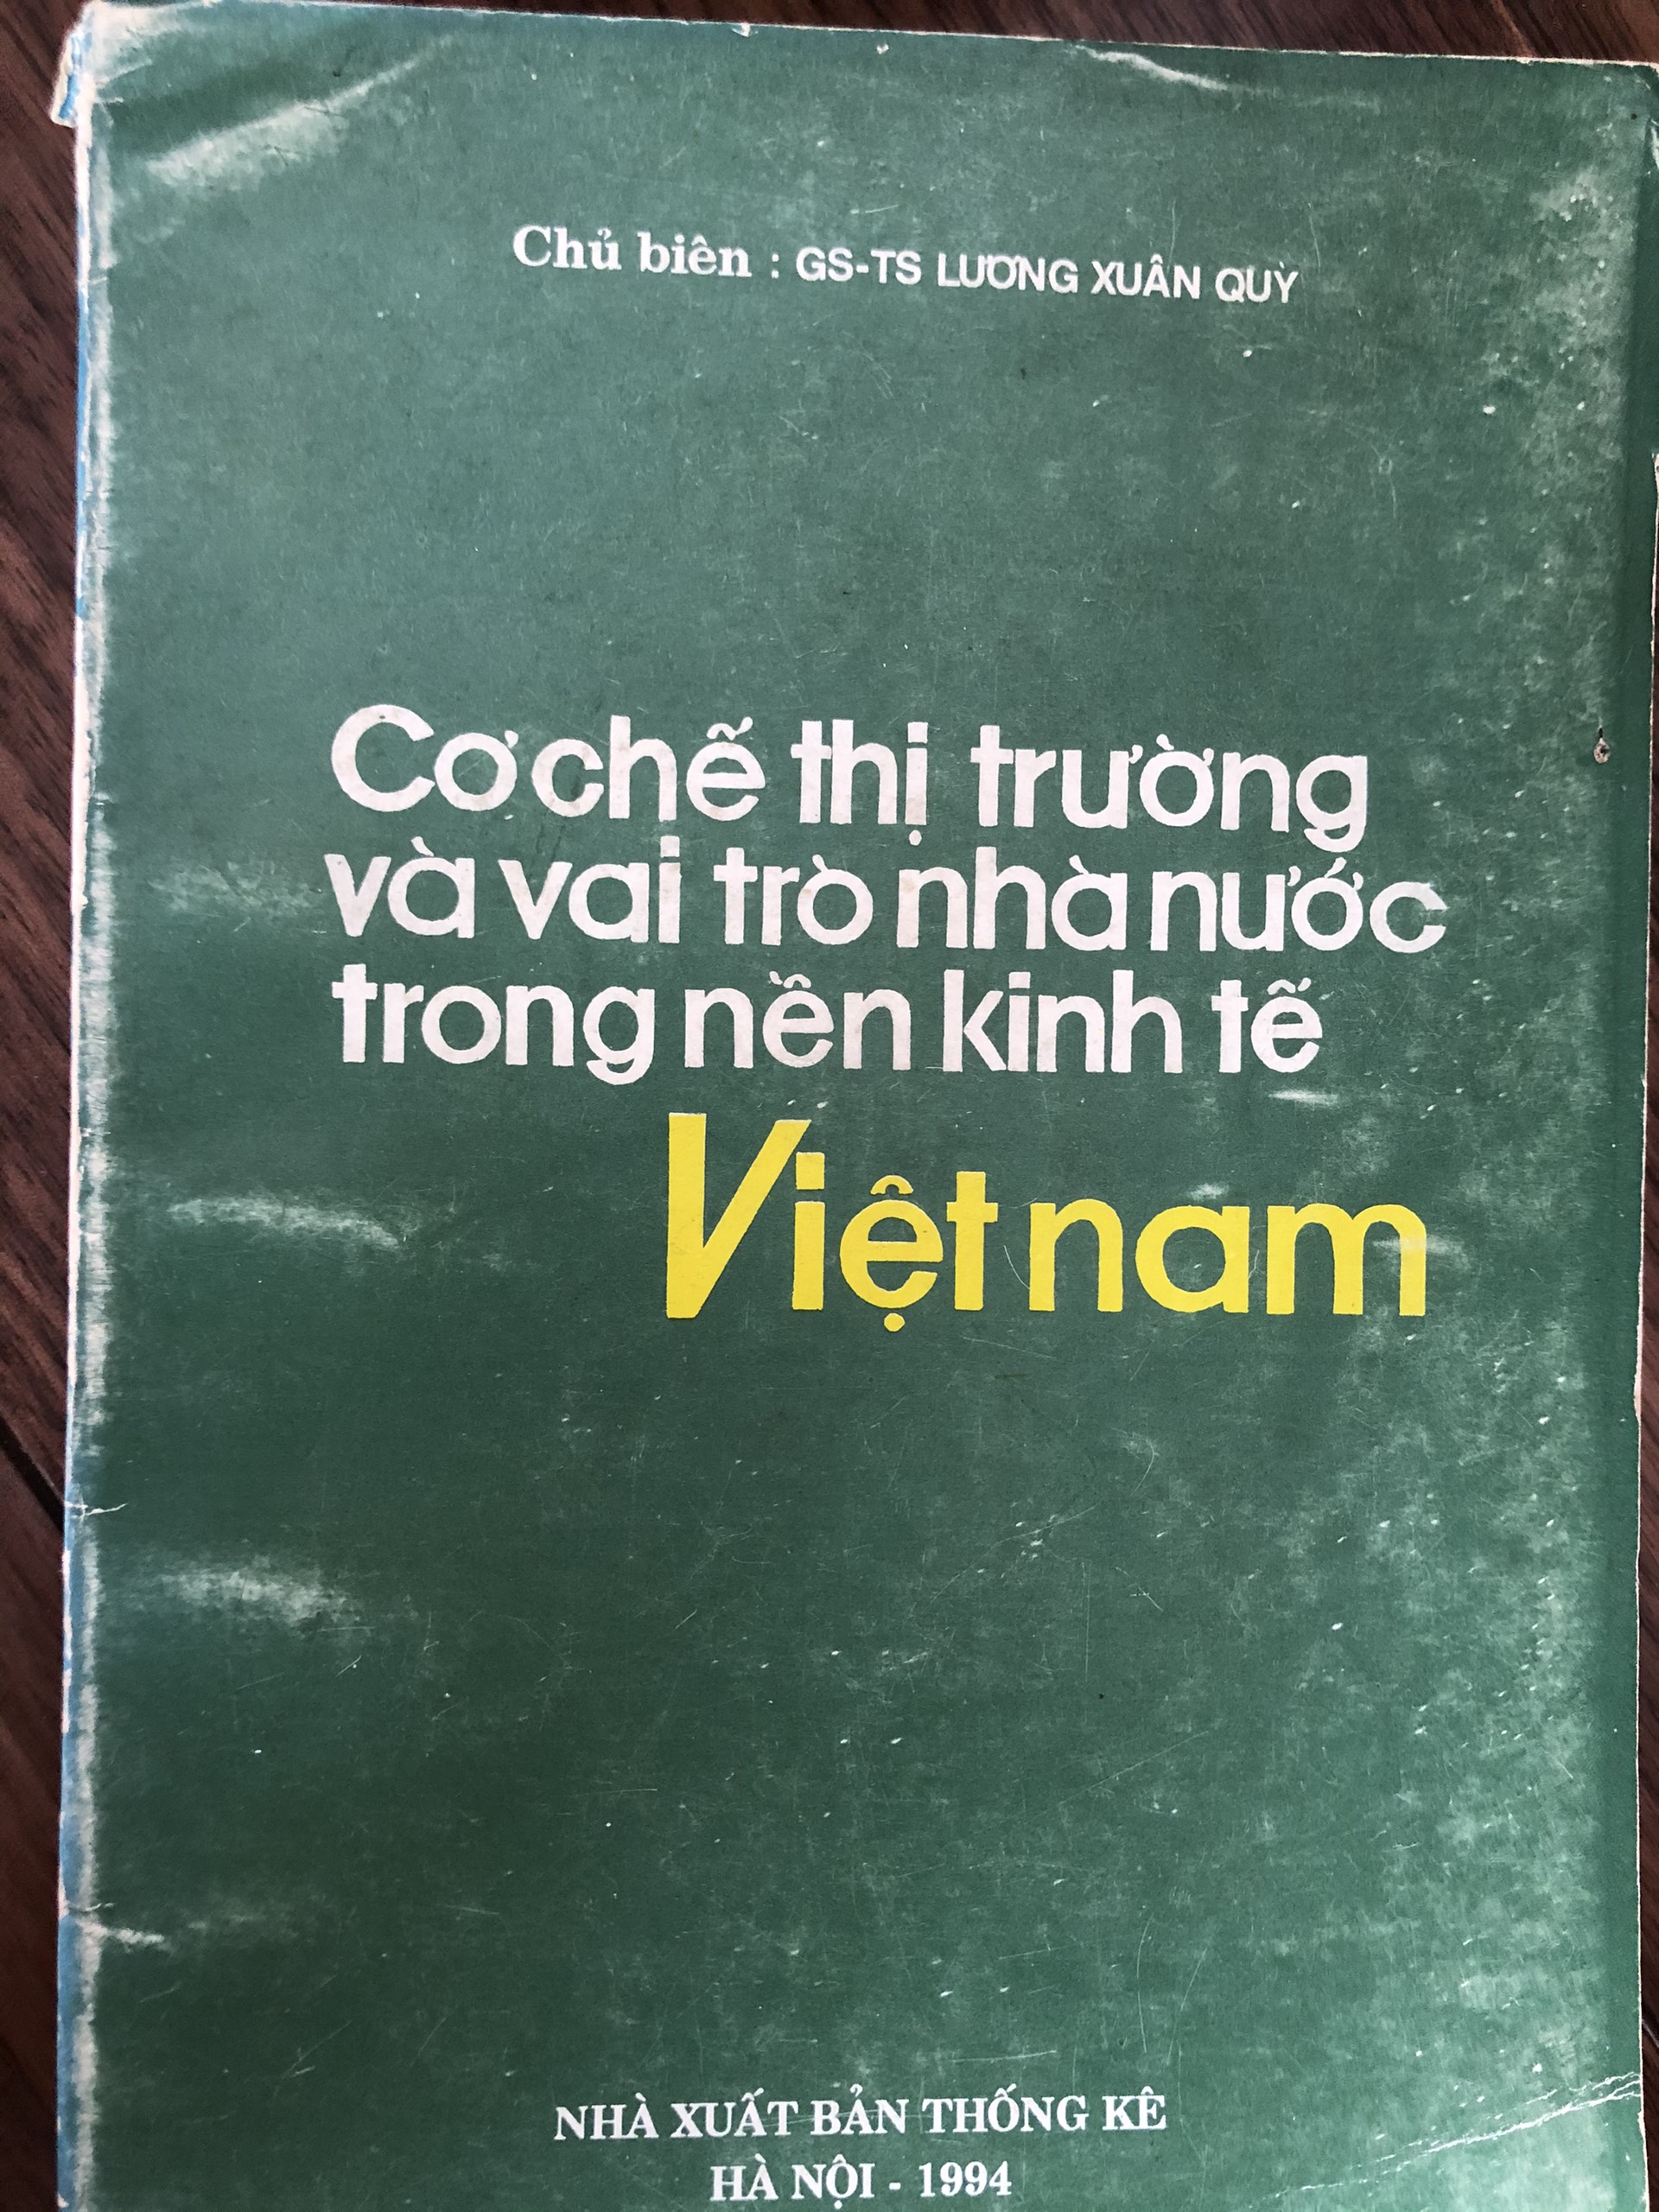 Chủ biên : GS-TS LƯƠNG XUÂN QUỲ
Cơ chế thị trường
và vai trò nhà nước
trong nền kinh tế
Việt nam
NHÀ XUẤT BẢN THỐNG KÊ
HÀ NỘI - 1994